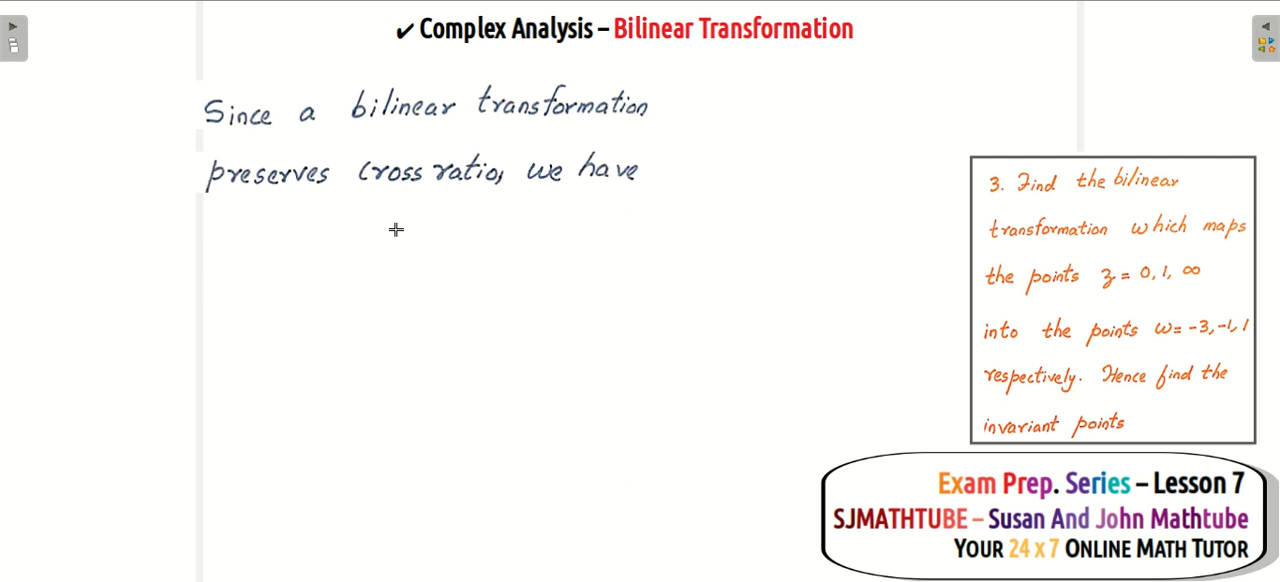 ✔ Complex Analysis – Bilinear Transformation
Since a bilinear transformation
preserves cross ratio, we have
3. Find the bilinear
transformation which maps
the points z = 0, 1, ∞
into the points w = -3, -1, 1
respectively. Hence find the
invariant points
Exam Prep. Series – Lesson 7
SJMATHTUBE – Susan And John Mathtube
YOUR 24 x 7 ONLINE MATH TUTOR